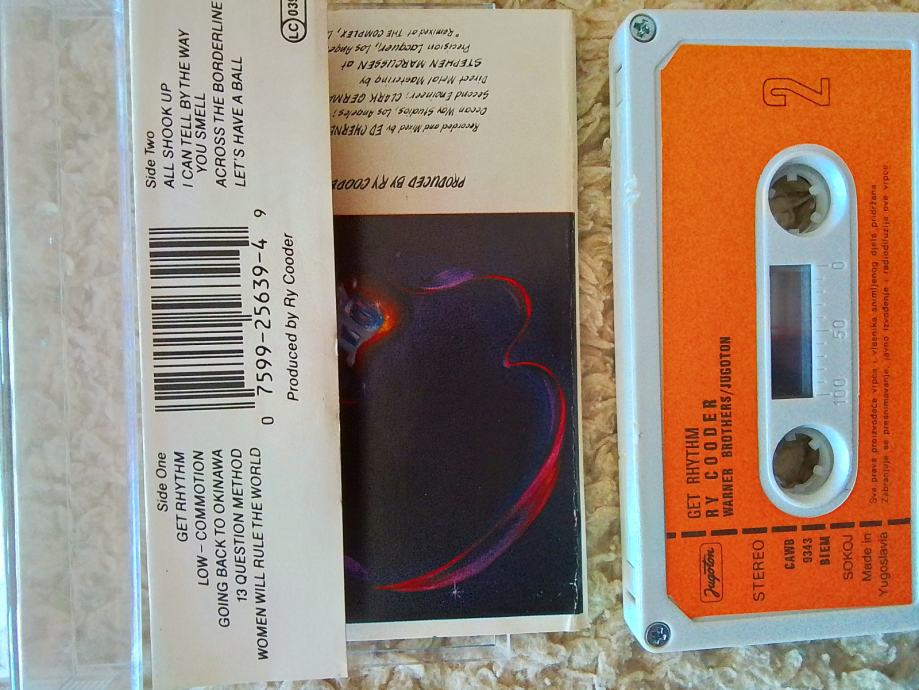 Side One
GET RHYTHM
LOW – COMMOTION
GOING BACK TO OKINAWA
13 QUESTION METHOD
WOMEN WILL RULE THE WORLD
Side Two
ALL SHOOK UP
I CAN TELL BY THE WAY
YOU SMELL
ACROSS THE BORDERLINE
LET'S HAVE A BALL
0 7599-25639-4 9
Produced by Ry Cooder
LC
PRODUCED BY RY
Recorded and Mixed by ED
Ocean Way Studios, Los Angeles;
Second Engineer: CLARK
Direct Metal Mastering by
STEPHEN MARCUSSEN at
Precision Lacquer, Los
*Remixed at THE COMPLEX,
2
GET RHYTHM
RY CODER
WARNER BROTHERS/JUGOTON
0 50 100
Jugoton
STEREO
CAWB
9343
BIEM
SOKOJ
Made in
Yugoslavia
Sva prava proizvođača vrpce i vlasnika snimljenog djela pridržana.
Zabranjuje se presnimavanje, javno izvođenje i radiodifuzija ove vrpce